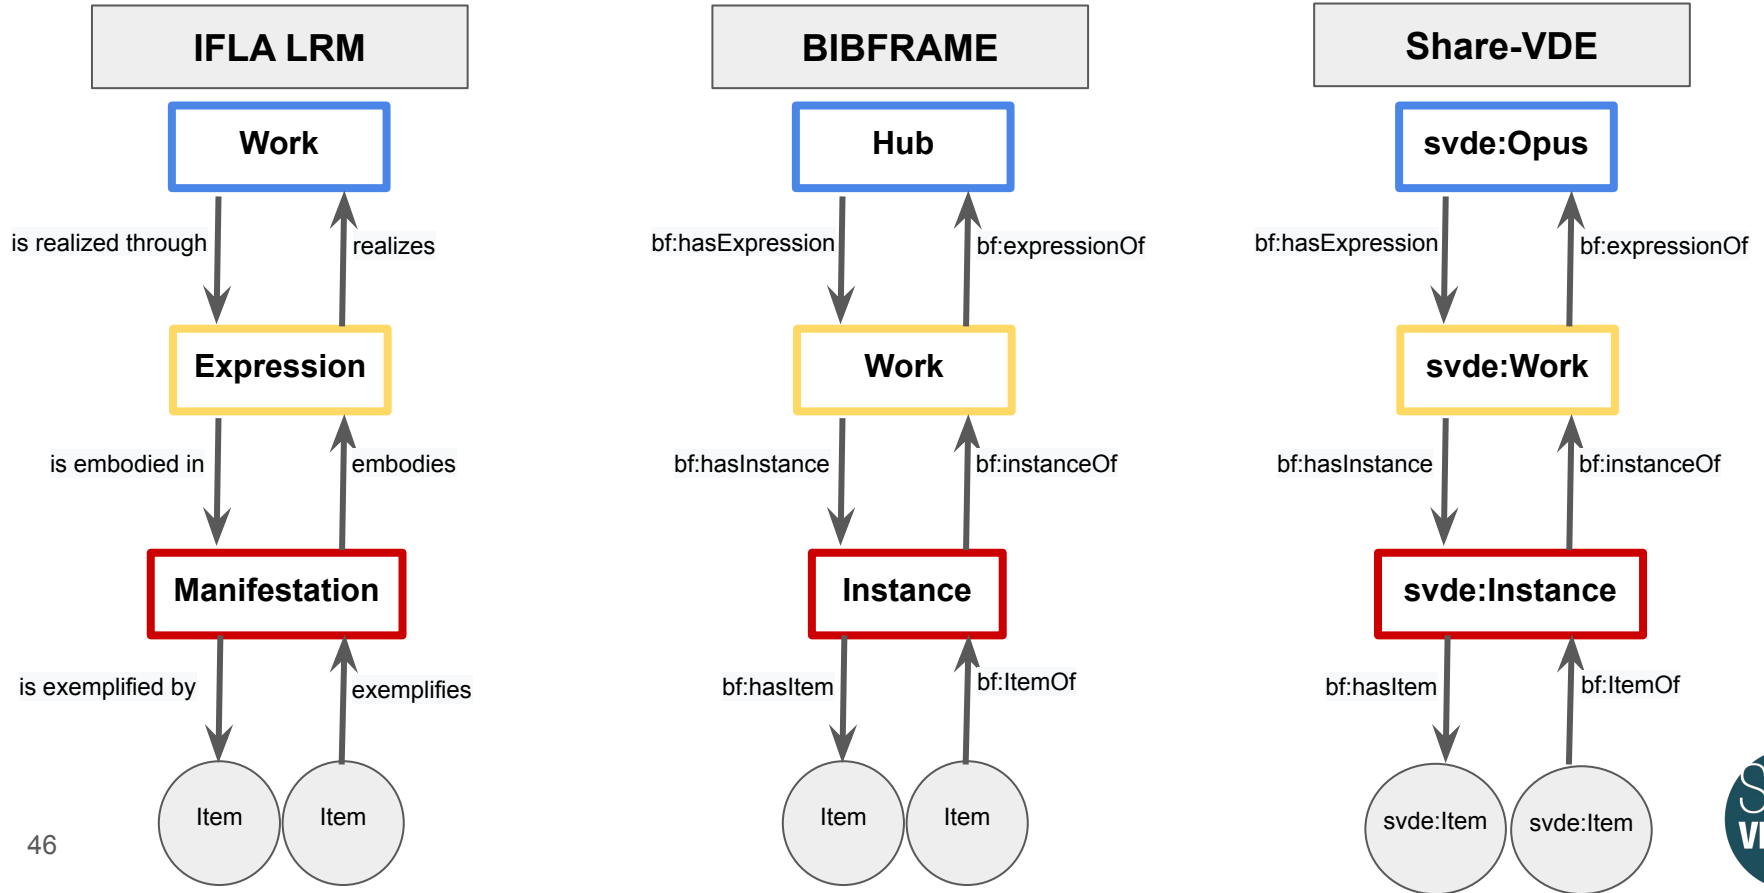 IFLA LRM
Work
is realized through
realizes
Expression
is embodied in
embodies
Manifestation
is exemplified by
exemplifies
Item
Item
BIBFRAME
Hub
bf:hasExpression
bf:expressionOf
Work
bf:hasInstance
bf:instanceOf
Instance
bf:hasItem
bf:ItemOf
Item
Item
Share-VDE
svde:Opus
bf:hasExpression
bf:expressionOf
svde:Work
bf:hasInstance
bf:instanceOf
svde:Instance
bf:hasItem
bf:ItemOf
svde:Item
svde:Item
46